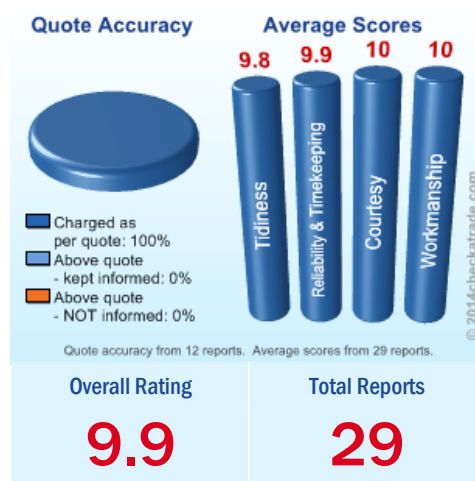 Quote Accuracy
Average Scores
9.8
9.9
10
10
Tidiness
Reliability & Timekeeping
Courtesy
Workmanship
Charged as
per quote: 100%
Above quote
- kept informed: 0%
Above quote
- NOT informed: 0%
© 2014checkatrade.com
Quote accuracy from 12 reports. Average scores from 29 reports.
Overall Rating
Total Reports
9.9
29